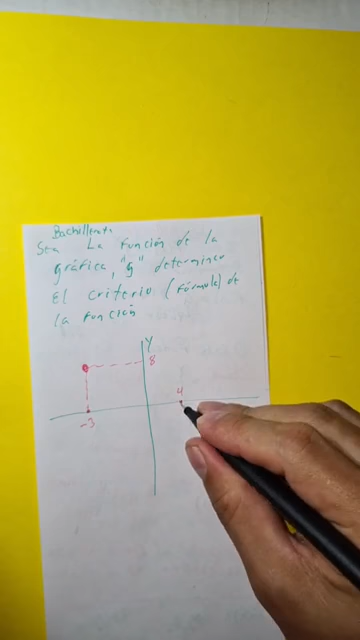 Bachillerato
Sea La función de la
gráfica, "g" determine
El criterio (fórmula) de
la función
Y
8
4
-3